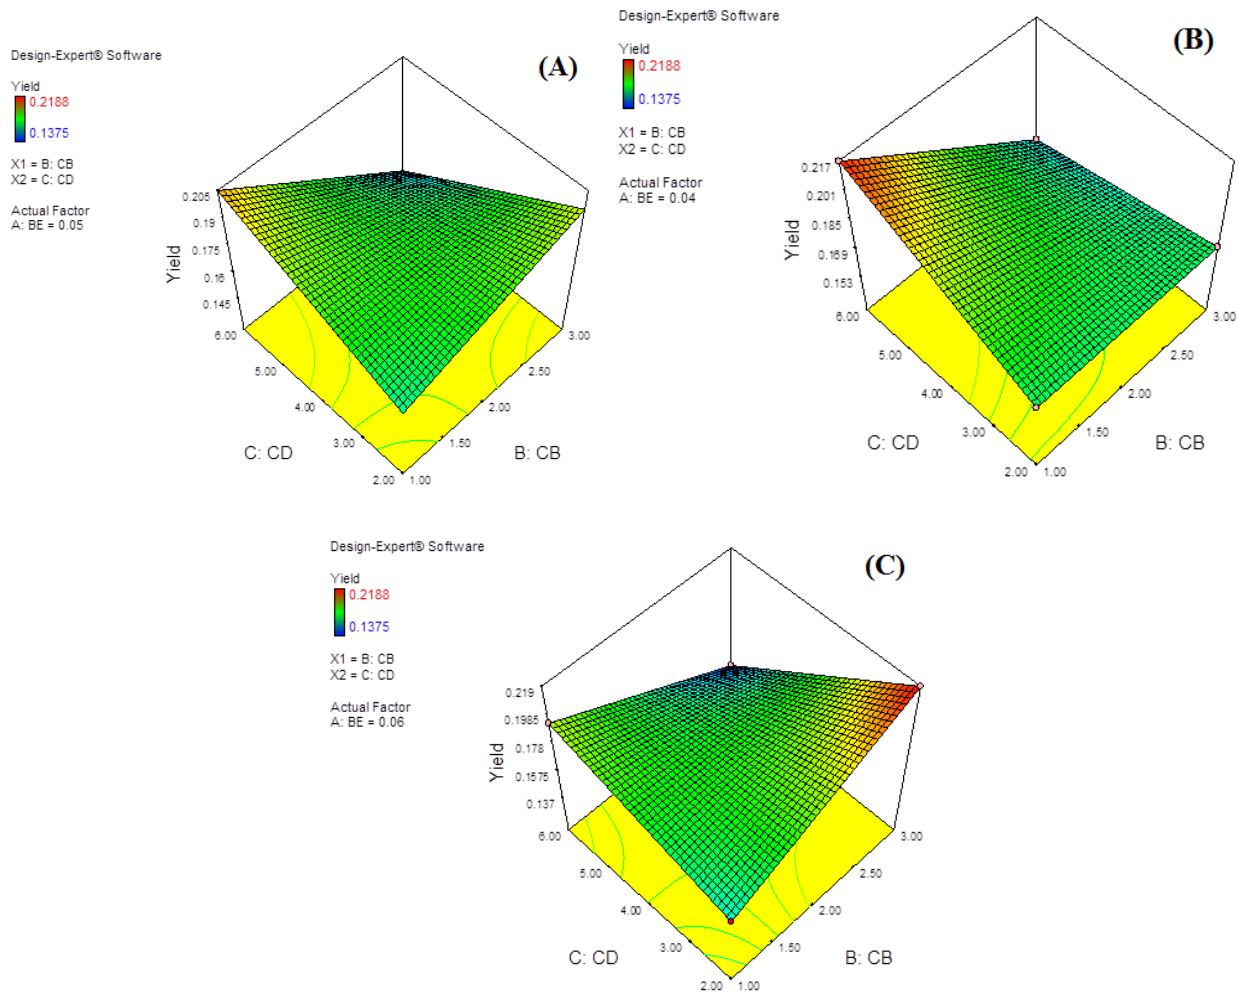 Design-Expert® Software
(A)
Yield
0.2188
0.1375
X1 = B: CB
X2 = C: CD
Actual Factor
A: BE = 0.05
0.205
0.19
0.175
0.16
0.145
Yield
6.00
5.00
4.00
3.00
2.00
1.00
1.50
2.00
2.50
3.00
C: CD
B: CB
Design-Expert® Software
(B)
Yield
0.2188
0.1375
X1 = B: CB
X2 = C: CD
Actual Factor
A: BE = 0.04
0.217
0.201
0.185
0.169
0.153
Yield
6.00
5.00
4.00
3.00
2.00
1.00
1.50
2.00
2.50
3.00
C: CD
B: CB
Design-Expert® Software
(C)
Yield
0.2188
0.1375
X1 = B: CB
X2 = C: CD
Actual Factor
A: BE = 0.06
0.219
0.1985
0.178
0.1575
0.137
Yield
6.00
5.00
4.00
3.00
2.00
1.00
1.50
2.00
2.50
3.00
C: CD
B: CB